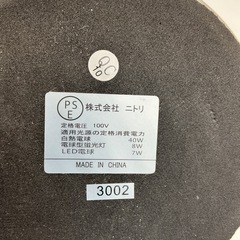 QC
10
PS
E
株式会社 ニトリ
定格電圧 100V
適用光源の定格消費電力
白熱電球 40W
電球型蛍光灯 8W
LED電球 7W
MADE IN CHINA
3002